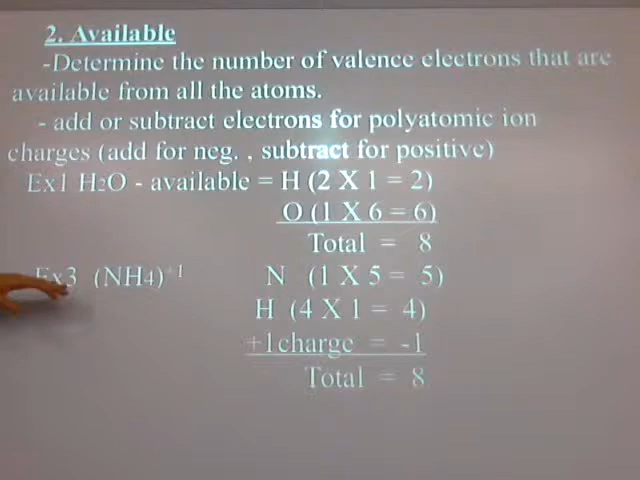 2. Available
-Determine the number of valence electrons that are
available from all the atoms.
- add or subtract electrons for polyatomic ion
charges (add for neg. , subtract for positive)
Ex1 H2O - available = H (2 X 1 = 2)
O (1 X 6 = 6)
Total = 8
Ex3 (NH4)+1 N (1 X 5 = 5)
H (4 X 1 = 4)
+1charge = -1
Total = 8